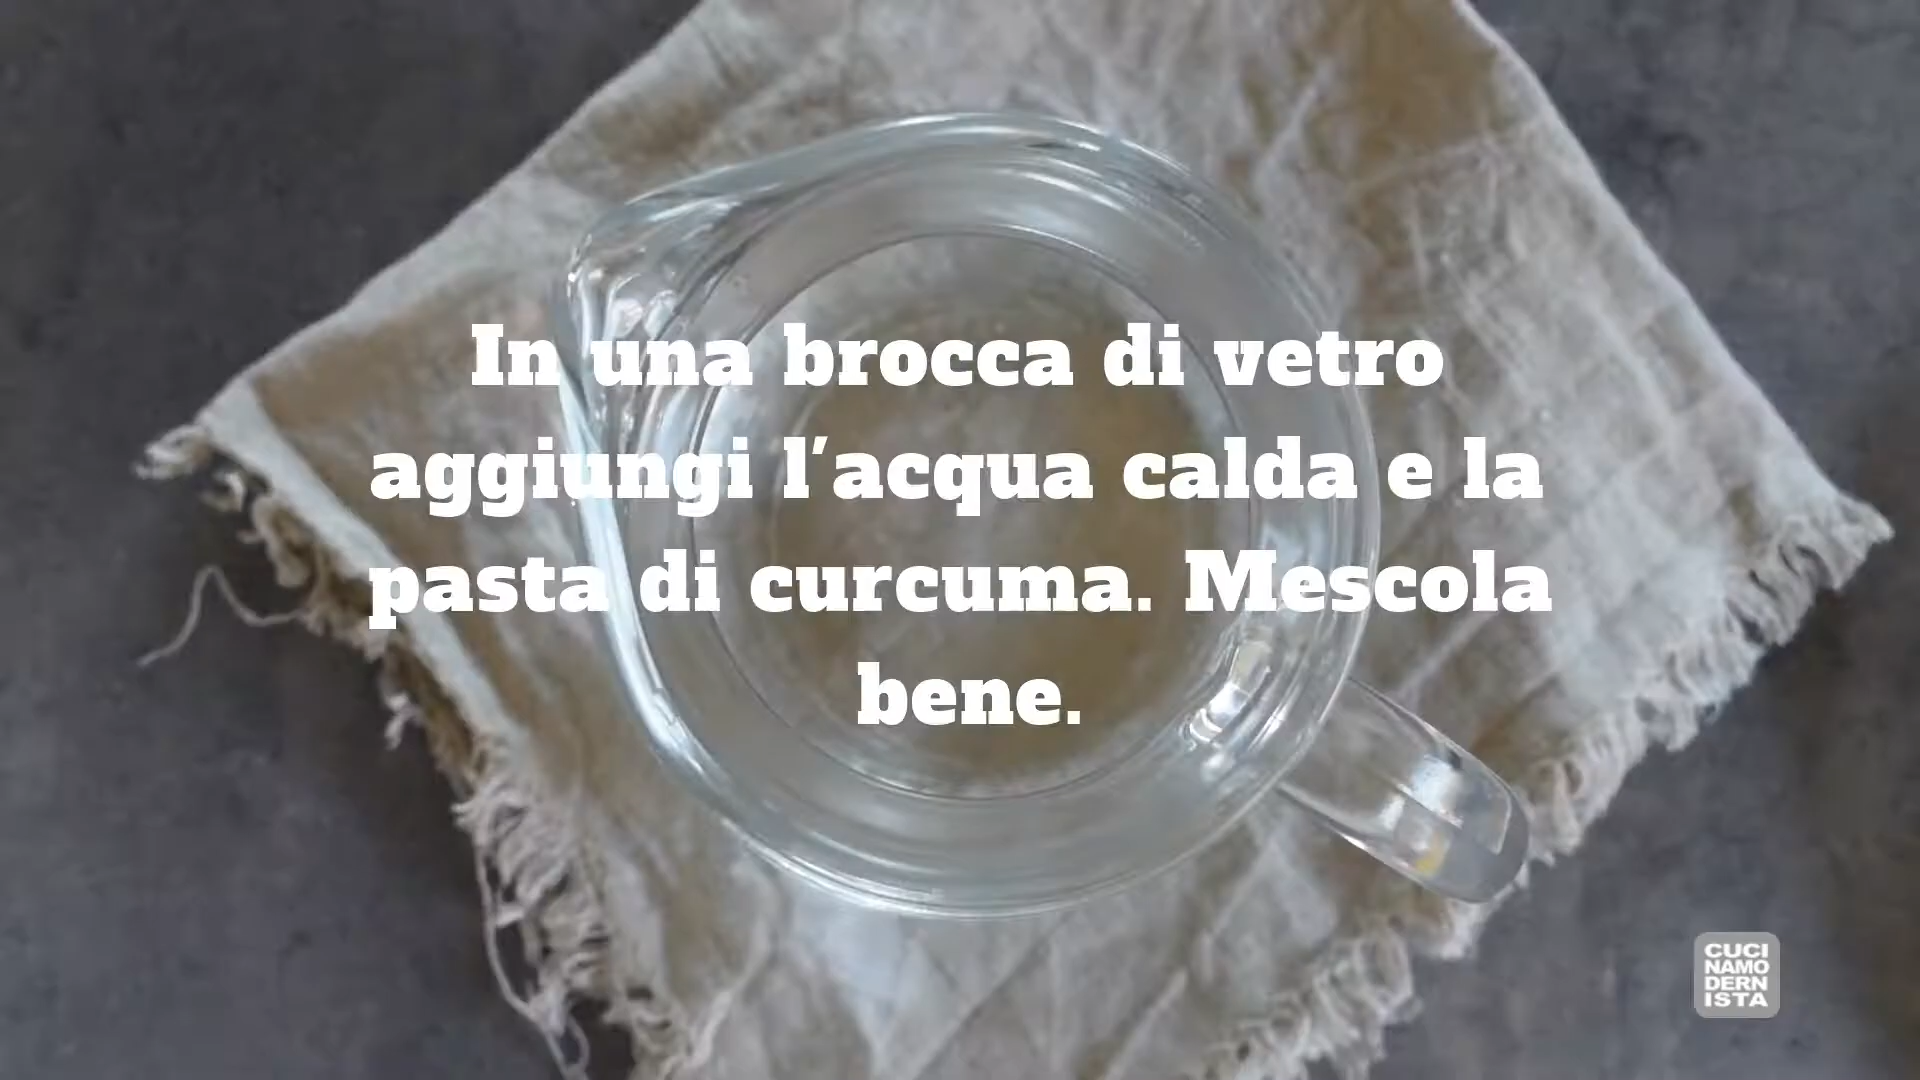 In una brocca di vetro
aggiungi l'acqua calda e la
pasta di curcuma. Mescola
bene.
CUCI
NAMO
DERN
ISTA